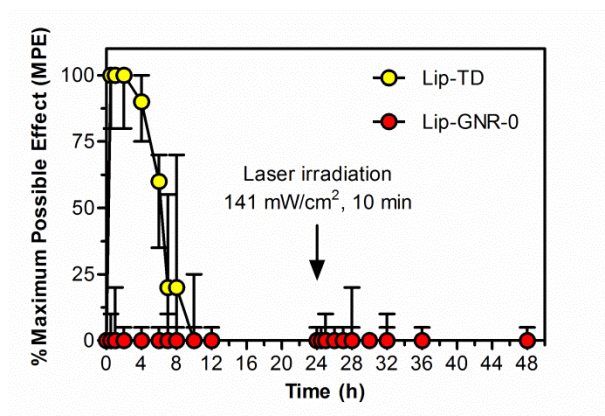 % Maximum Possible Effect (MPE)
100
75
50
25
0
Lip-TD
Lip-GNR-0
Laser irradiation
141 mW/cm², 10 min
0 4 8 12 16 20 24 28 32 36 40 44 48
Time (h)